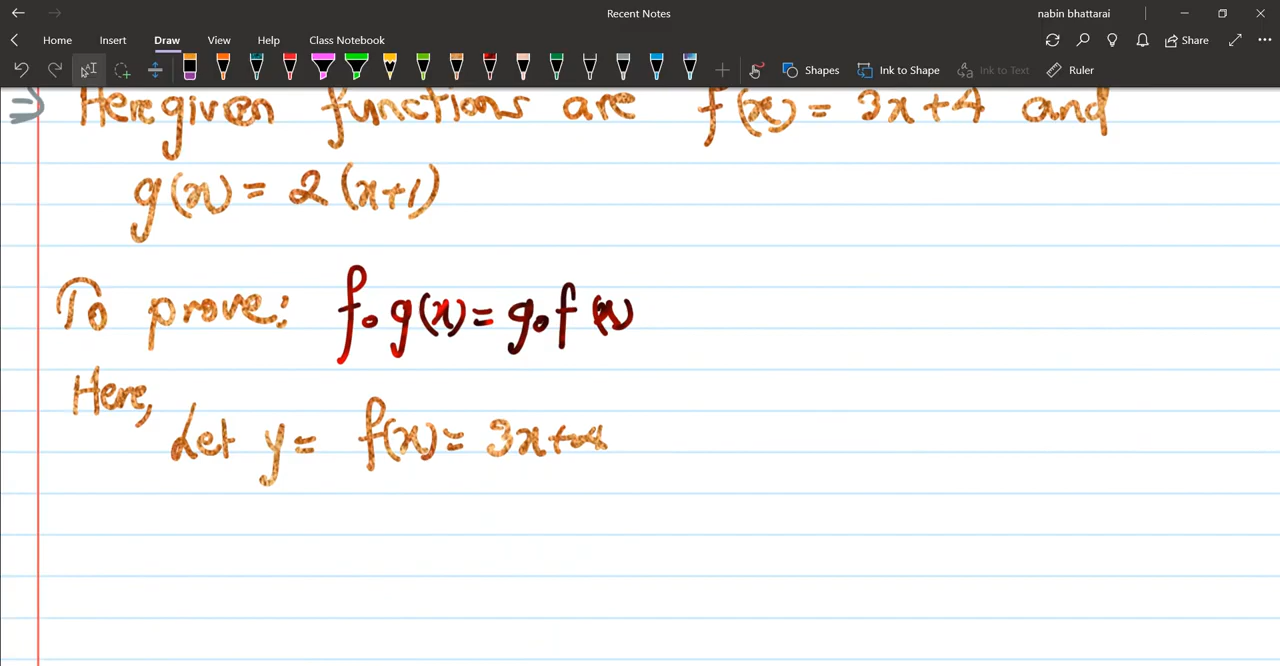 Recent Notes
nabin bhattarai
Home Insert Draw View Help Class Notebook
Share
Shapes Ink to Shape Ink to Text Ruler
⇒ Here given functions are f(x) = 3x+4 and
g(x) = 2(x+1)
To prove: fog(x) = gof(x)
Here,
Let y = f(x) = 3x+4